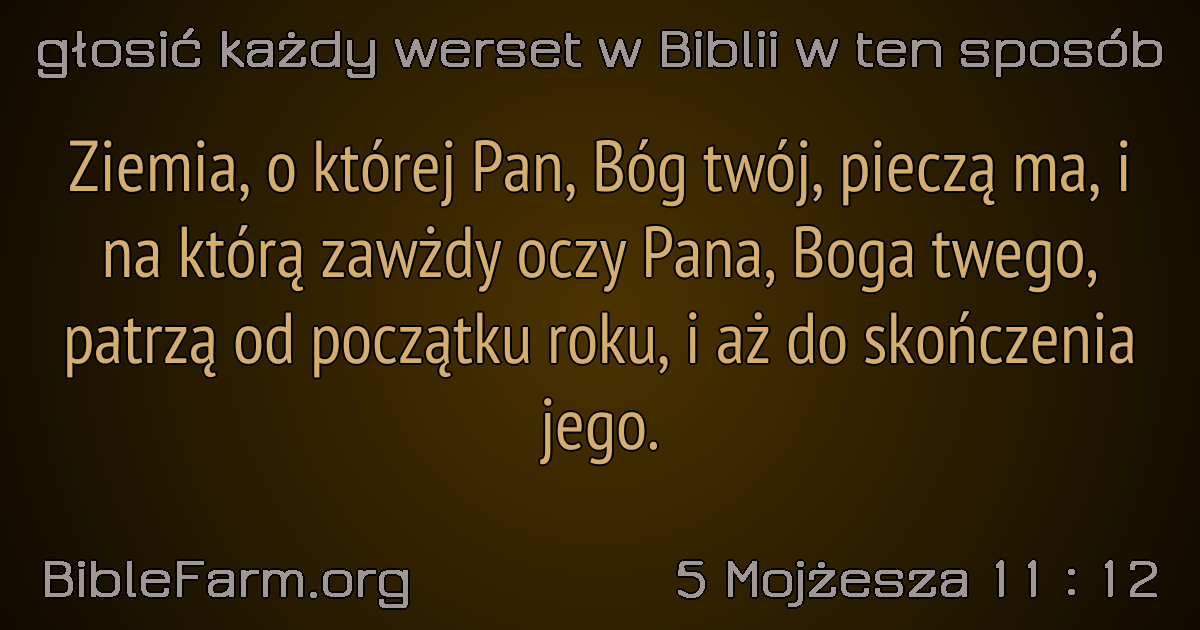 głosić każdy werset w Biblii w ten sposób
Ziemia, o której Pan, Bóg twój, pieczą ma, i
na którą zawżdy oczy Pana, Boga twego,
patrzą od początku roku, i aż do skończenia
jego.
BibleFarm.org
5 Mojżesza 11 : 12